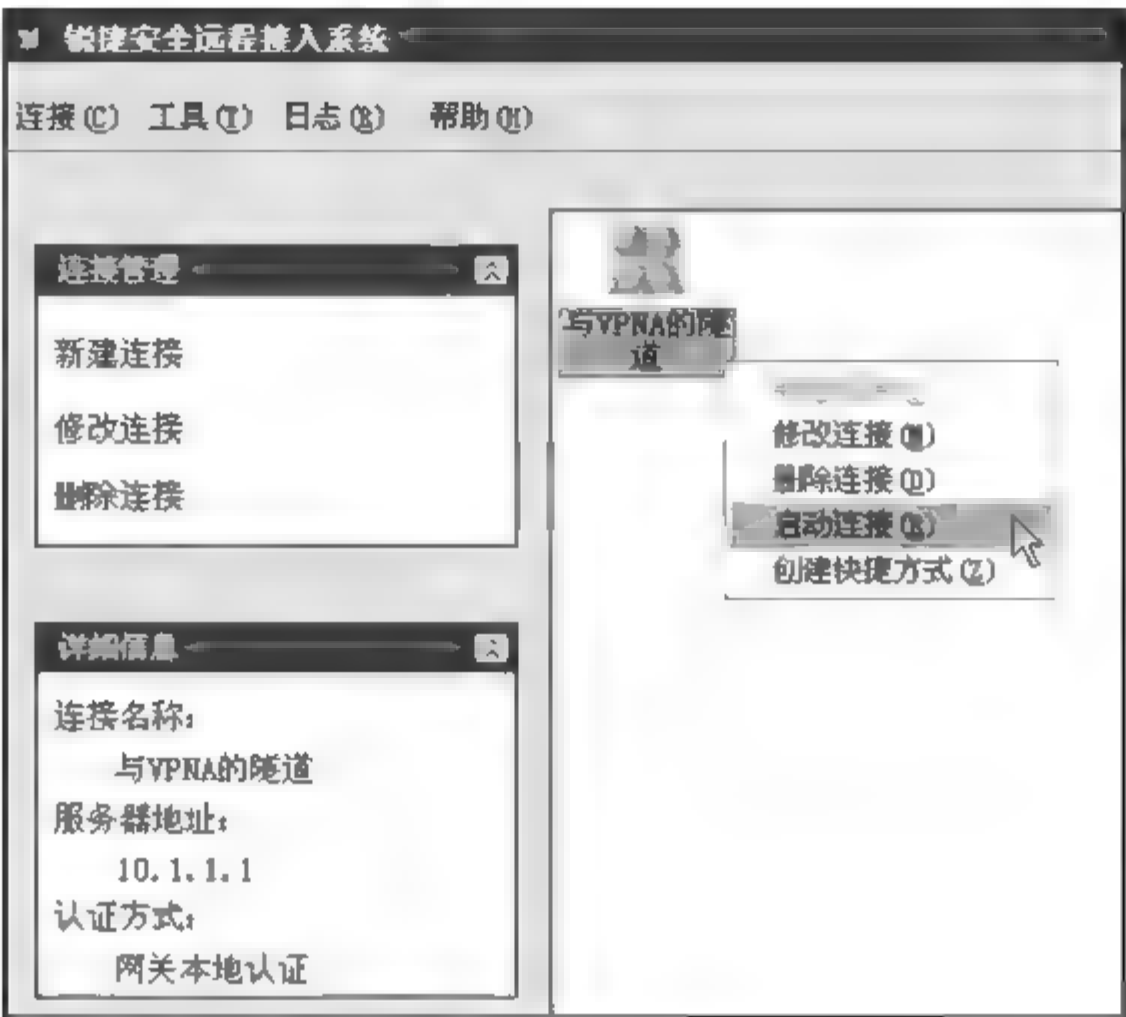 锐捷安全远程接入系统
连接(C) 工具(T) 日志(R) 帮助(H)
连接管理
新建连接
修改连接
删除连接
详细信息
连接名称:
与VPNA的隧道
服务器地址:
10.1.1.1
认证方式:
网关本地认证
与VPNA的隧
道
修改连接(M)
删除连接(D)
启动连接(R)
创建快捷方式(Z)